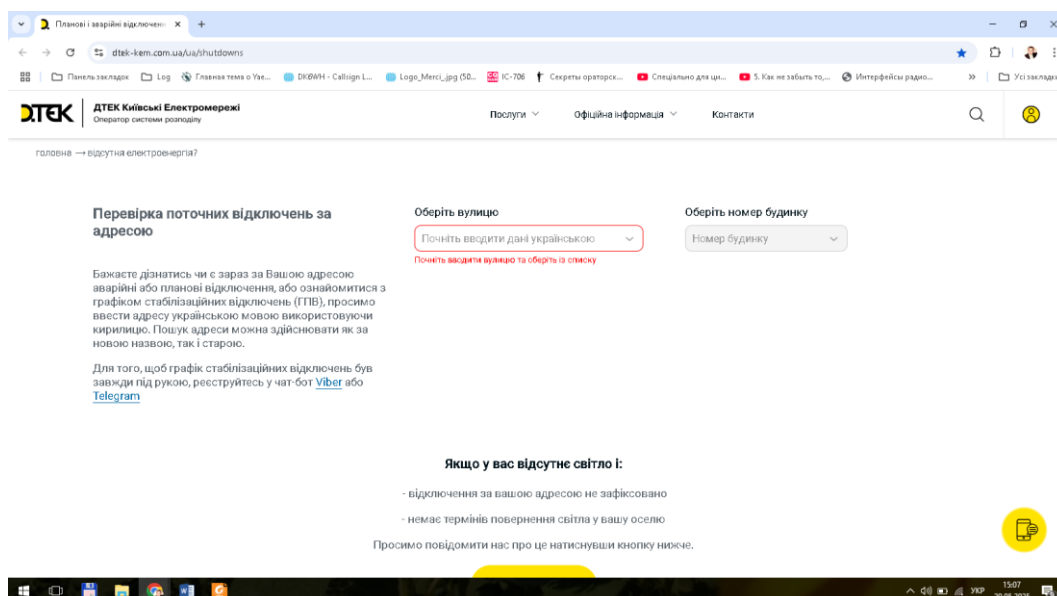 Планові і аварійні відключенн
dtek-kem.com.ua/ua/shutdowns
Панель закладок
Log
Главная тема о Yae...
DK6WH - Callsign L...
Logo_Merci_.jpg (50...
IC-706
Секреты ораторск...
Спеціально для ци...
5. Как не забыть то,...
Интерфейсы радио...
»
Усі закладки
ДТЕК
ДТЕК Київські Електромережі
Оператор системи розподілу
Послуги
Офіційна інформація
Контакти
головна → відсутня електроенергія?
Перевірка поточних відключень за
адресою
Бажаєте дізнатись чи є зараз за Вашою адресою
аварійні або планові відключення, або ознайомитися з
графіком стабілізаційних відключень (ГПВ), просимо
ввести адресу українською мовою використовуючи
кирилицю. Пошук адреси можна здійснювати як за
новою назвою, так і старою.
Для того, щоб графік стабілізаційних відключень був
завжди під рукою, реєструйтесь у чат-бот Viber або
Telegram
Оберіть вулицю
Почніть вводити дані українською
Почніть вводити вулицю та оберіть із списку
Оберіть номер будинку
Номер будинку
Якщо у вас відсутнє світло і:
- відключення за вашою адресою не зафіксовано
- немає термінів повернення світла у вашу оселю
Просимо повідомити нас про це натиснувши кнопку нижче.
УКР
15:07